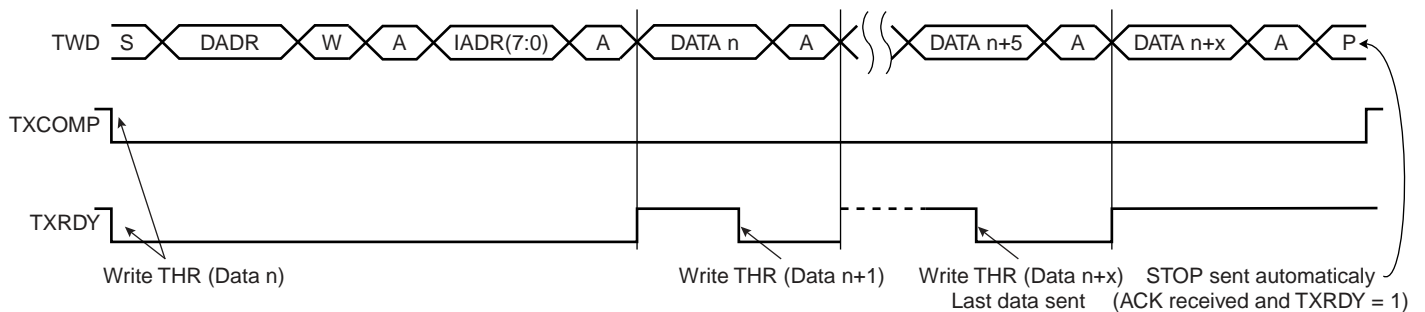 TWD S DADR W A IADR(7:0) A DATA n A DATA n+5 A DATA n+x A P
TXCOMP
TXRDY
Write THR (Data n) Write THR (Data n+1) Write THR (Data n+x) STOP sent automaticaly
Last data sent (ACK received and TXRDY = 1)